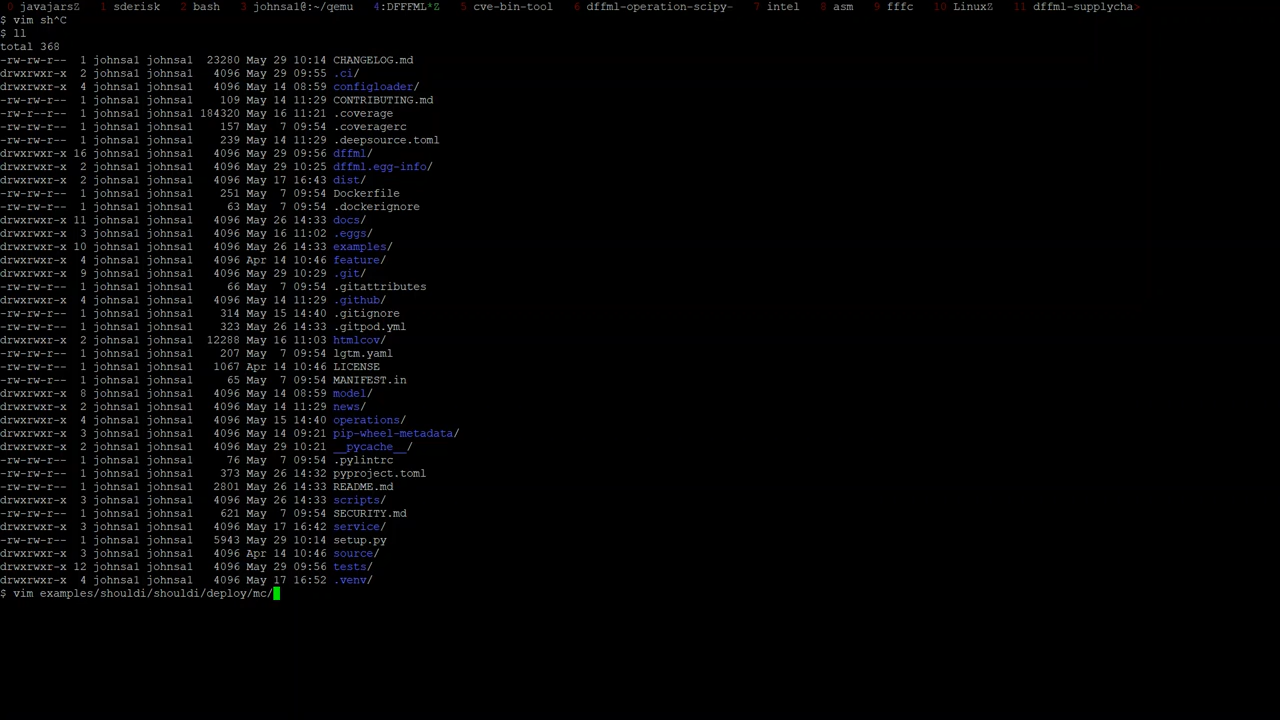 0 javajarsZ  1 sderisk  2 bash  3 johnsal@:~/qemu  4:DFFFML*Z  5 cve-bin-tool  6 dffml-operation-scipy-  7 intel  8 asm  9 fffc  10 LinuxZ  11 dffml-supplycha>
$ vim sh^C
$ ll
total 368
-rw-rw-r--  1 johnsal johnsal  23280 May 29 10:14 CHANGELOG.md
drwxrwxr-x  2 johnsal johnsal   4096 May 29 09:55 .ci/
drwxrwxr-x  4 johnsal johnsal   4096 May 14 08:59 configloader/
-rw-rw-r--  1 johnsal johnsal    109 May 14 11:29 CONTRIBUTING.md
-rw-r--r--  1 johnsal johnsal 184320 May 16 11:21 .coverage
-rw-rw-r--  1 johnsal johnsal    157 May  7 09:54 .coveragerc
-rw-rw-r--  1 johnsal johnsal    239 May 14 11:29 .deepsource.toml
drwxrwxr-x 16 johnsal johnsal   4096 May 29 09:56 dffml/
drwxrwxr-x  2 johnsal johnsal   4096 May 29 10:25 dffml.egg-info/
drwxrwxr-x  2 johnsal johnsal   4096 May 17 16:43 dist/
-rw-rw-r--  1 johnsal johnsal    251 May  7 09:54 Dockerfile
-rw-rw-r--  1 johnsal johnsal     63 May  7 09:54 .dockerignore
drwxrwxr-x 11 johnsal johnsal   4096 May 26 14:33 docs/
drwxrwxr-x  3 johnsal johnsal   4096 May 16 11:02 .eggs/
drwxrwxr-x 10 johnsal johnsal   4096 May 26 14:33 examples/
drwxrwxr-x  4 johnsal johnsal   4096 Apr 14 10:46 feature/
drwxrwxr-x  9 johnsal johnsal   4096 May 29 10:29 .git/
-rw-rw-r--  1 johnsal johnsal     66 May  7 09:54 .gitattributes
drwxrwxr-x  4 johnsal johnsal   4096 May 14 11:29 .github/
-rw-rw-r--  1 johnsal johnsal    314 May 15 14:40 .gitignore
-rw-rw-r--  1 johnsal johnsal    323 May 26 14:33 .gitpod.yml
drwxrwxr-x  2 johnsal johnsal  12288 May 16 11:03 htmlcov/
-rw-rw-r--  1 johnsal johnsal    207 May  7 09:54 lgtm.yaml
-rw-rw-r--  1 johnsal johnsal   1067 Apr 14 10:46 LICENSE
-rw-rw-r--  1 johnsal johnsal     65 May  7 09:54 MANIFEST.in
drwxrwxr-x  8 johnsal johnsal   4096 May 14 08:59 model/
drwxrwxr-x  2 johnsal johnsal   4096 May 14 11:29 news/
drwxrwxr-x  4 johnsal johnsal   4096 May 15 14:40 operations/
drwxrwxr-x  3 johnsal johnsal   4096 May 14 09:21 pip-wheel-metadata/
drwxrwxr-x  2 johnsal johnsal   4096 May 29 10:21 __pycache__/
-rw-rw-r--  1 johnsal johnsal     76 May  7 09:54 .pylintrc
-rw-rw-r--  1 johnsal johnsal    373 May 26 14:32 pyproject.toml
-rw-rw-r--  1 johnsal johnsal   2801 May 26 14:33 README.md
drwxrwxr-x  3 johnsal johnsal   4096 May 26 14:33 scripts/
-rw-rw-r--  1 johnsal johnsal    621 May  7 09:54 SECURITY.md
drwxrwxr-x  3 johnsal johnsal   4096 May 17 16:42 service/
-rw-rw-r--  1 johnsal johnsal   5943 May 29 10:14 setup.py
drwxrwxr-x  3 johnsal johnsal   4096 Apr 14 10:46 source/
drwxrwxr-x 12 johnsal johnsal   4096 May 29 09:56 tests/
drwxrwxr-x  4 johnsal johnsal   4096 May 17 16:52 .venv/
$ vim examples/shouldi/shouldi/deploy/mc/